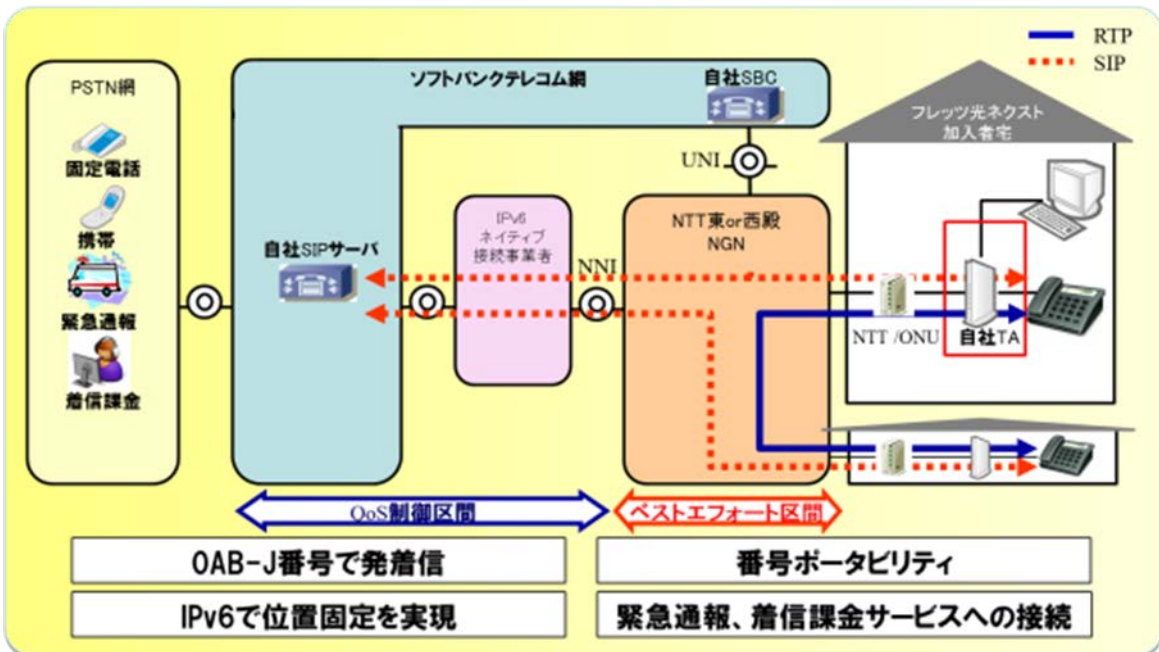 RTP
SIP
PSTN網
固定電話
携帯
緊急通報
着信課金
ソフトバンクテレコム網
自社SBC
自社SIPサーバ
UNI
IPv6
ネイティブ
接続事業者
NNI
NTT東or西殿
NGN
フレッツ光ネクスト
加入者宅
NTT /ONU
自社TA
QoS制御区間
ベストエフォート区間
0AB-J番号で発着信
番号ポータビリティ
IPv6で位置固定を実現
緊急通報、着信課金サービスへの接続